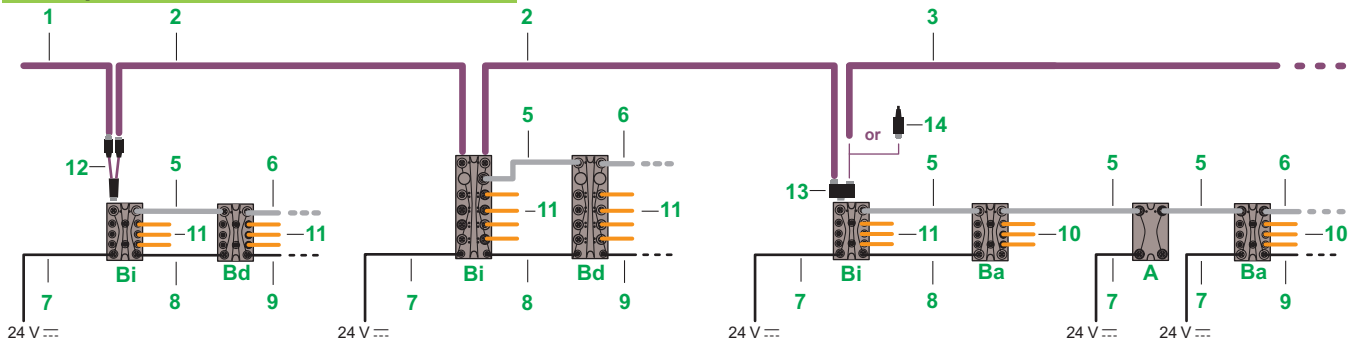 1 2 2 3
5 6
or 14
12 5 6 13 5 5 5 6
11 11
11 11 11 10 10
Bi Bd Bi Bd Bi Ba A Ba
7 8 9 7 8 9 7 8 7 7 9
24 V 24 V 24 V 24 V 24 V